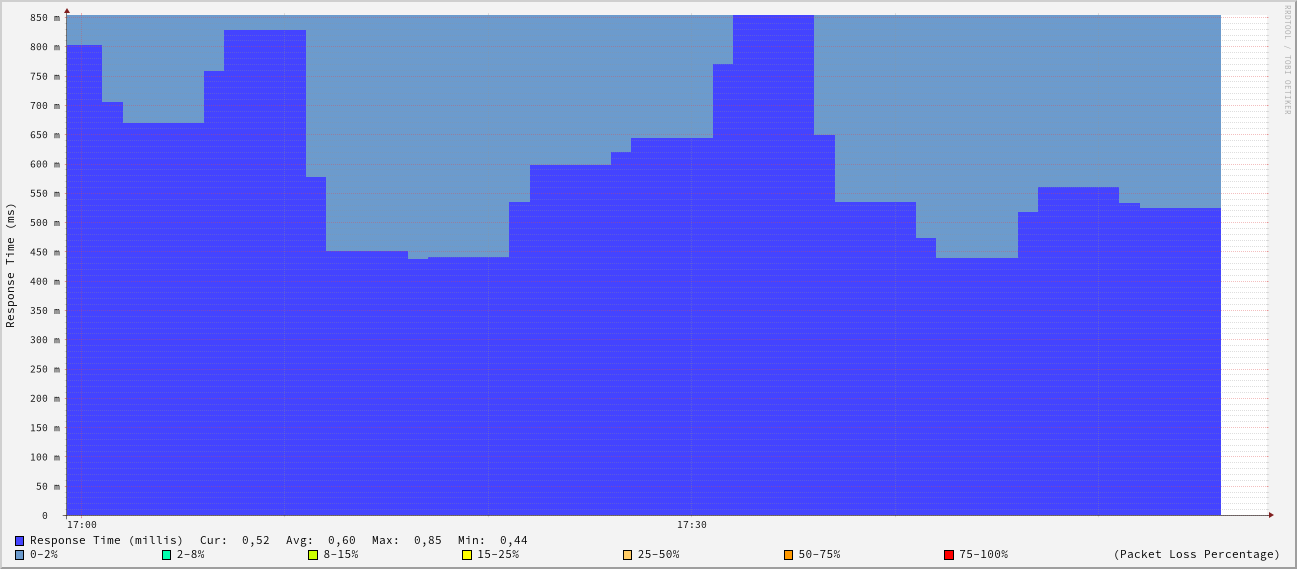 RRDTOOL / TOBI OETIKER
Response Time (ms)
850 m
800 m
750 m
700 m
650 m
600 m
550 m
500 m
450 m
400 m
350 m
300 m
250 m
200 m
150 m
100 m
50 m
0
17:00 17:30
Response Time (millis) Cur: 0,52 Avg: 0,60 Max: 0,85 Min: 0,44
0-2% 2-8% 8-15% 15-25% 25-50% 50-75% 75-100% (Packet Loss Percentage)